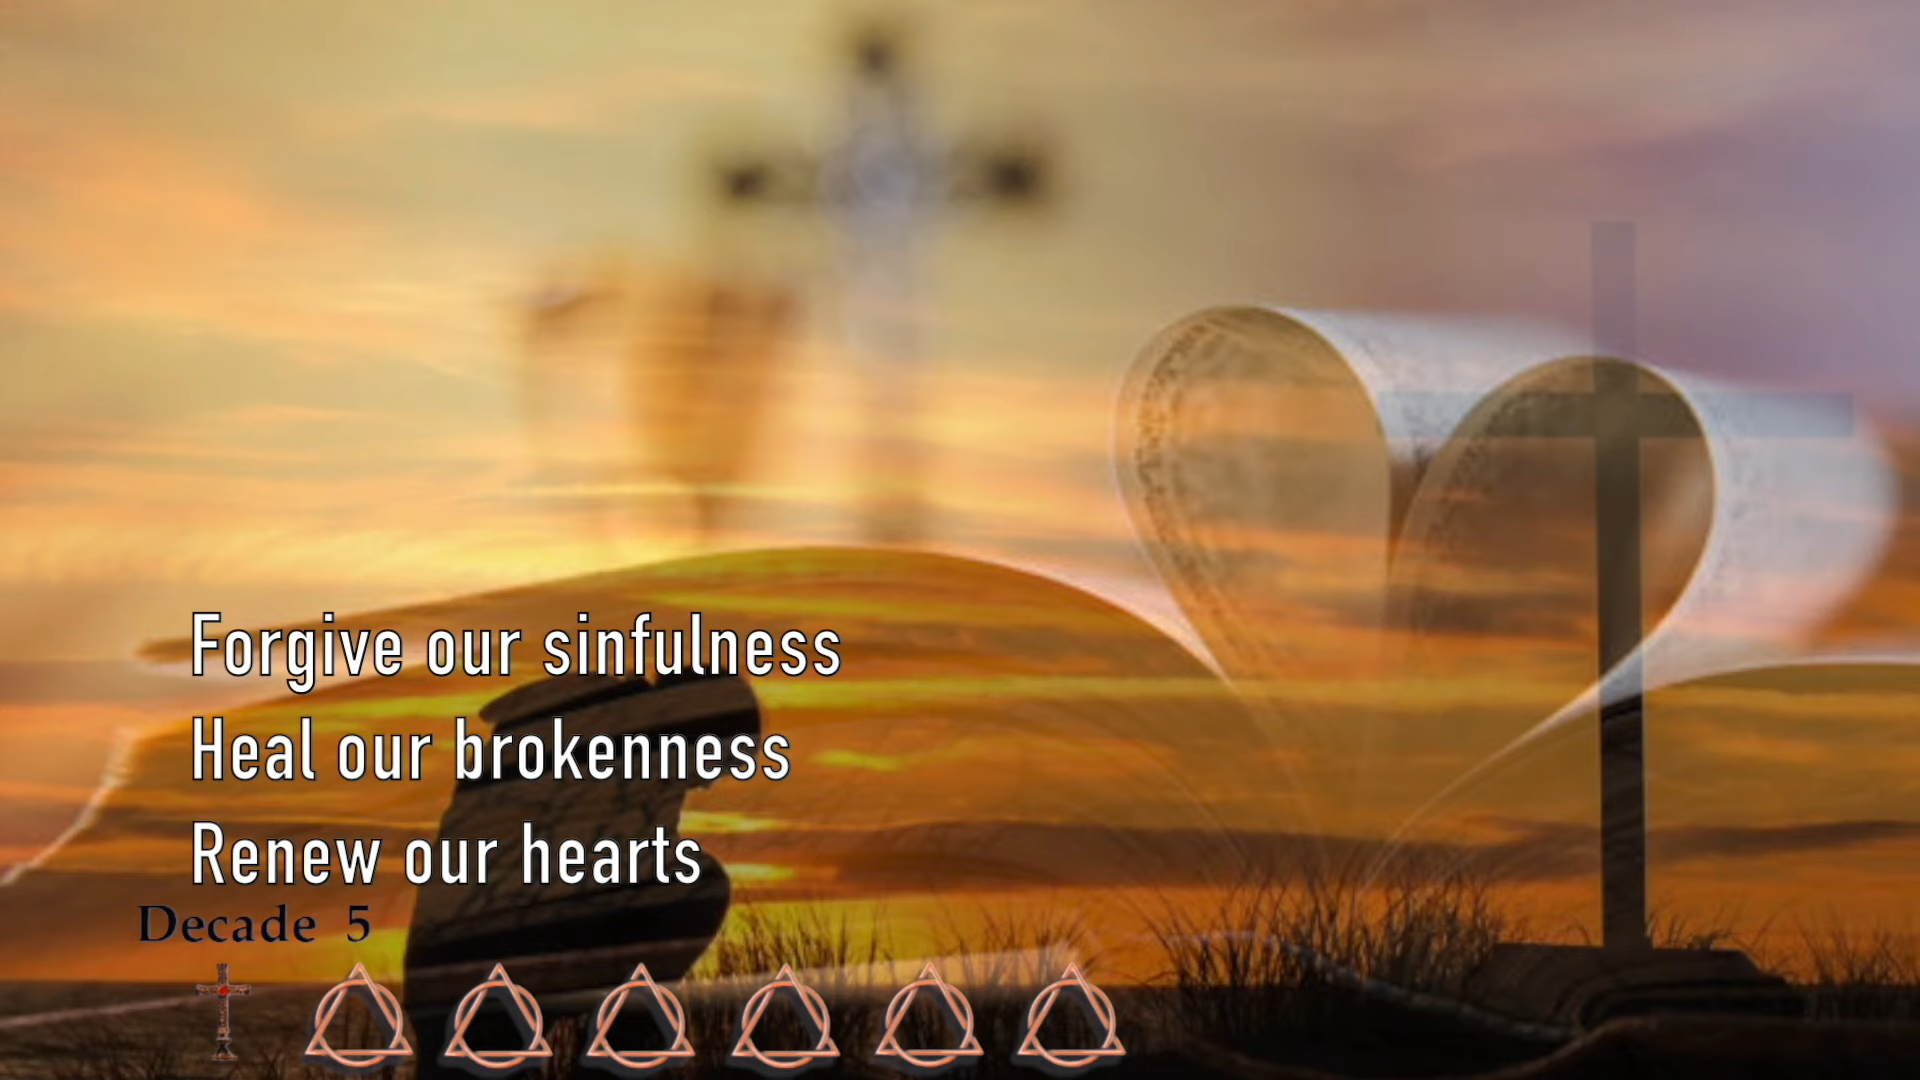 Forgive our sinfulness
Heal our brokenness
Renew our hearts
Decade 5